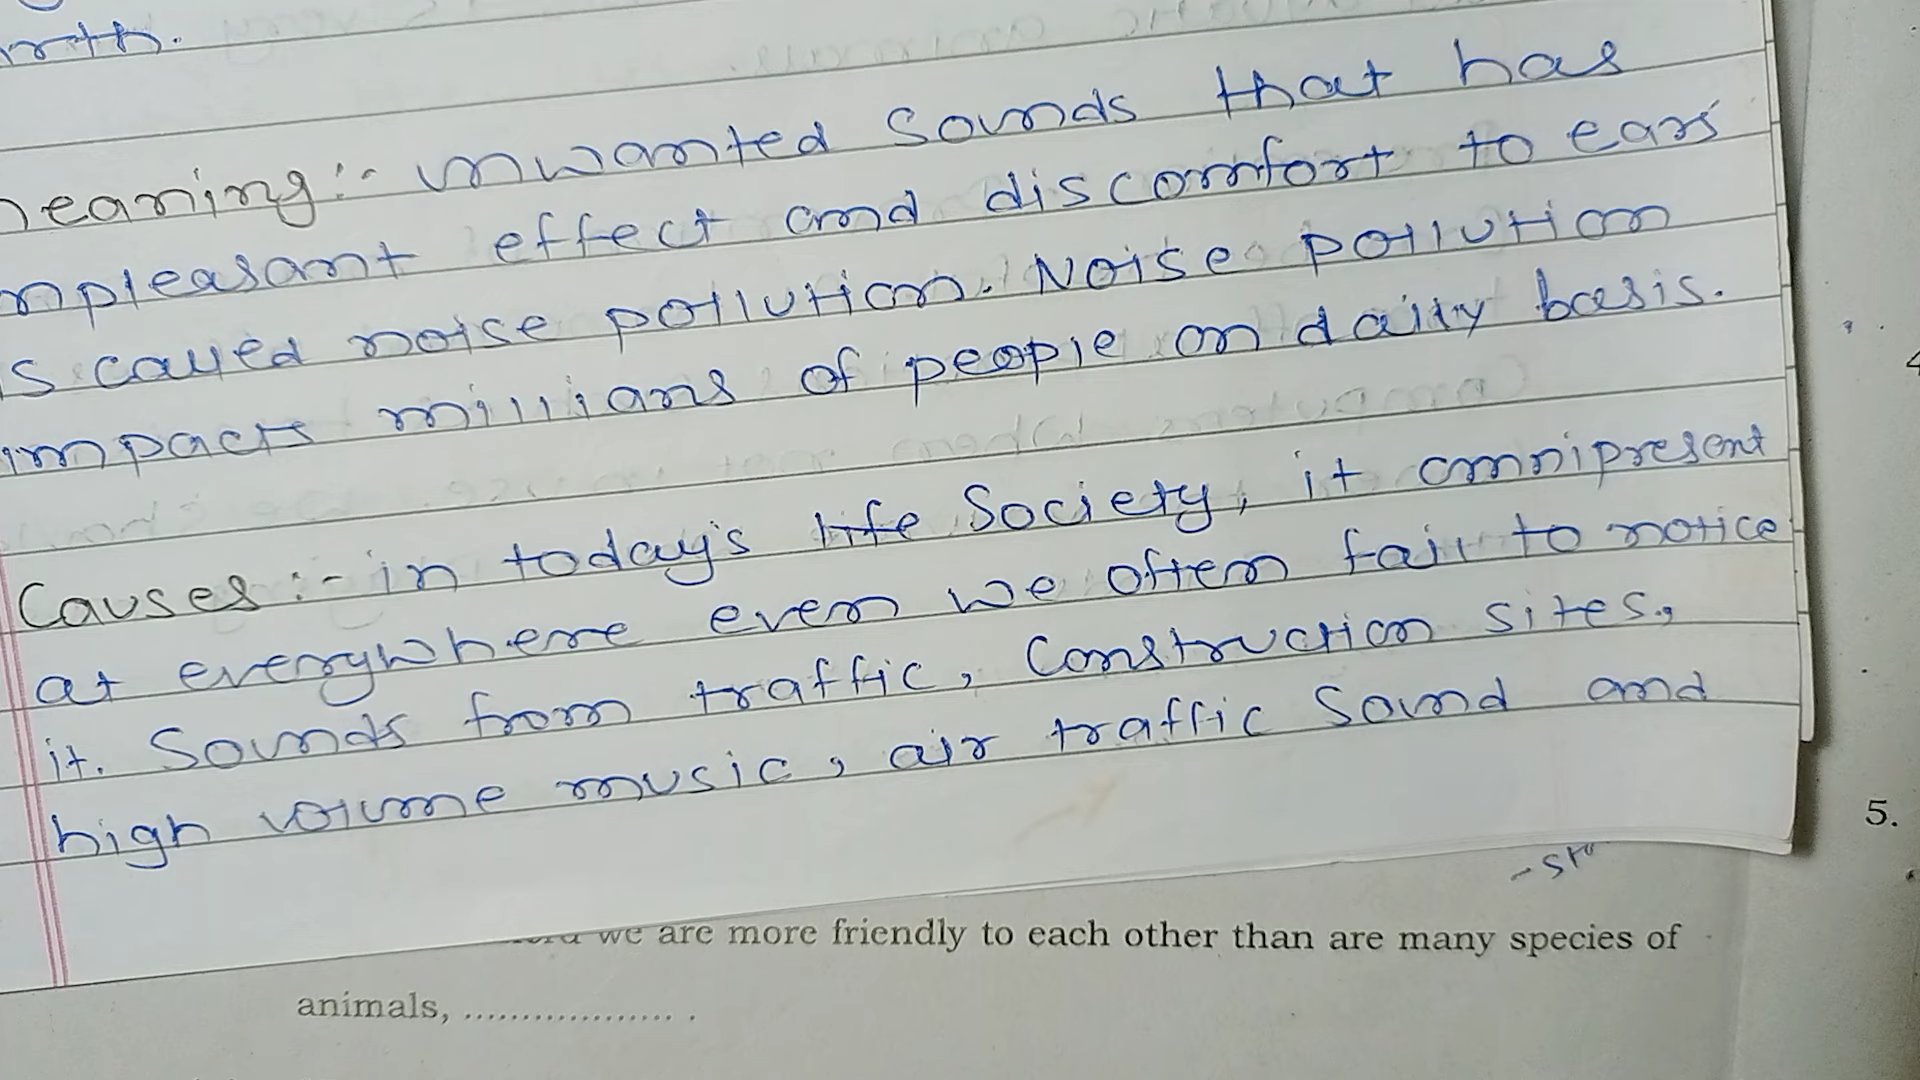 rth.
meaning:- unwanted sounds that has
unpleasant effect and discomfort to ears
is called noise pollution. Noise pollution
impacts millions of people on daily basis.
Causes :- in today's life Society, it omnipresent
at everywhere even we often fail to notice
it. Sounds from traffic, Construction sites,
high volume music, air traffic Sound and
we are more friendly to each other than are many species of
animals, ................... .
5.